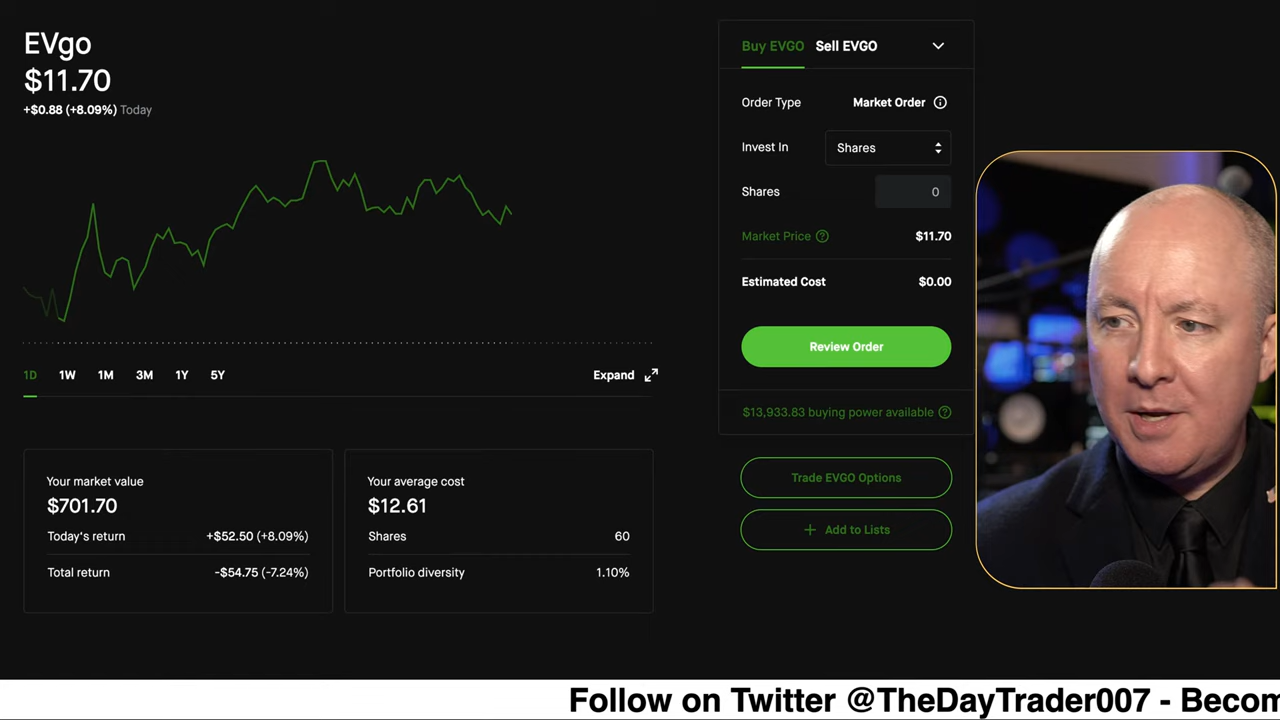 EVgo
$11.70
+$0.88 (+8.09%) Today
1D 1W 1M 3M 1Y 5Y
Expand
Your market value
$701.70
Today's return +$52.50 (+8.09%)
Total return -$54.75 (-7.24%)
Your average cost
$12.61
Shares 60
Portfolio diversity 1.10%
Buy EVGO Sell EVGO
Order Type Market Order
Invest In Shares
Shares 0
Market Price $11.70
Estimated Cost $0.00
Review Order
$13,933.83 buying power available
Trade EVGO Options
+ Add to Lists
Follow on Twitter @TheDayTrader007 - Becom